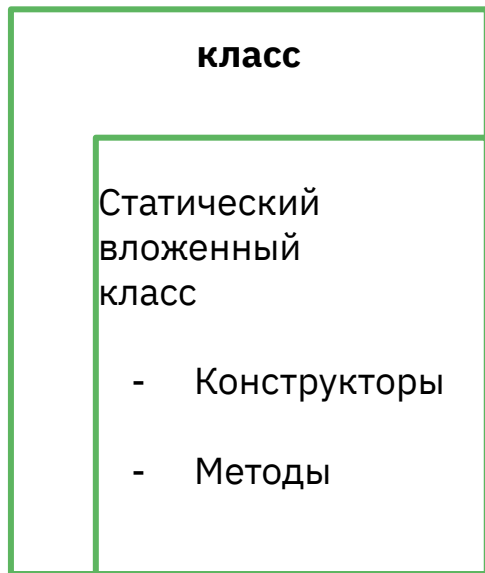 класс
Статический
вложенный
класс
- Конструкторы
- Методы